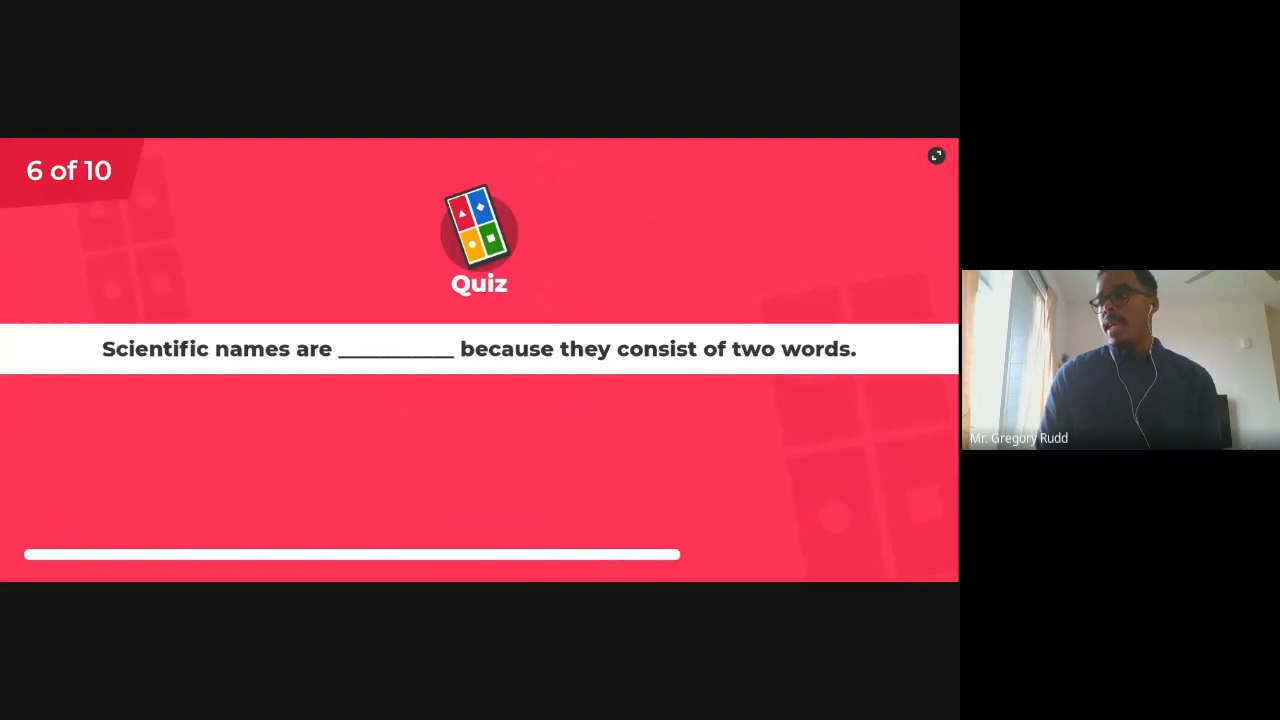 6 of 10
Quiz
Scientific names are ___________ because they consist of two words.
Mr. Gregory Rudd